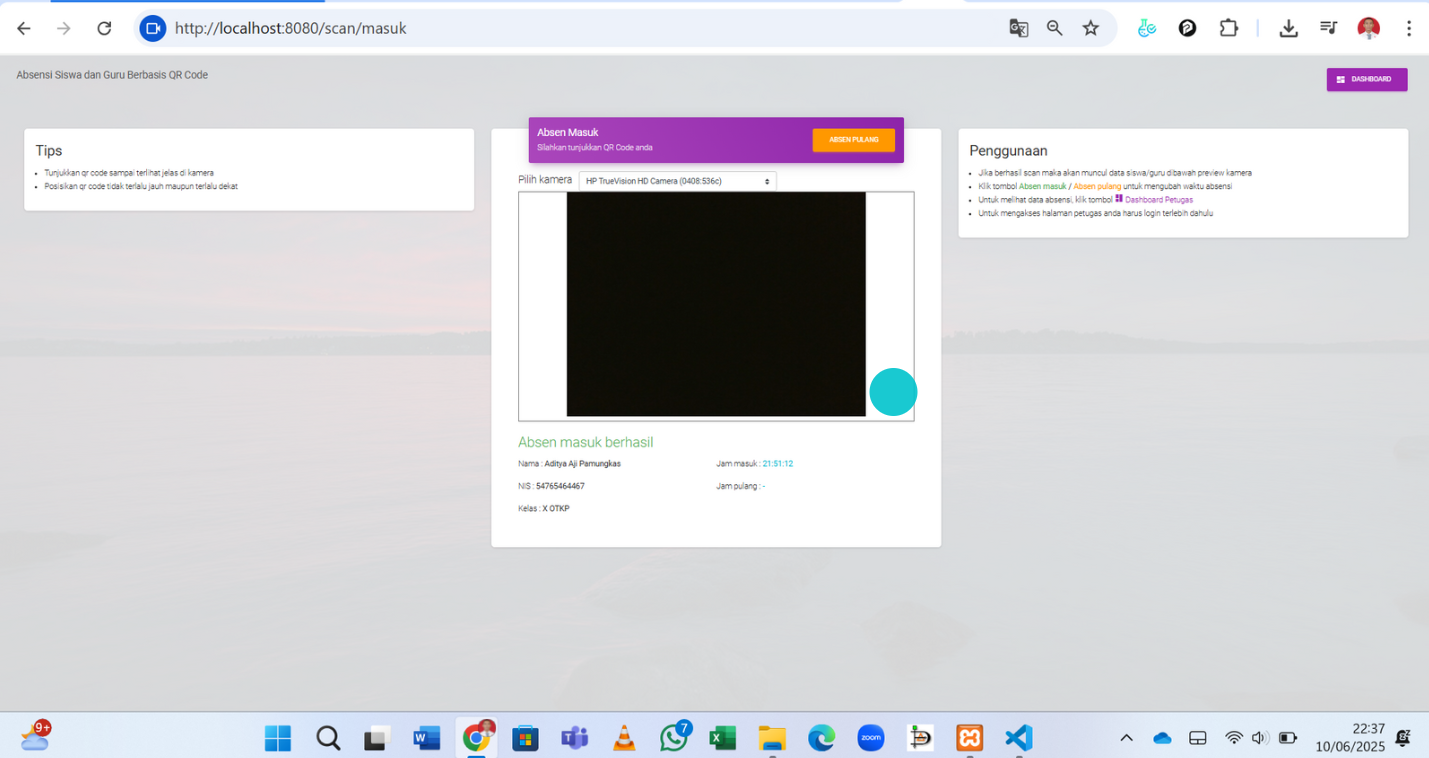 http://localhost:8080/scan/masuk
Absensi Siswa dan Guru Berbasis QR Code
DASHBOARD
Tips
Tunjukkan qr code sampai terlihat jelas di kamera
Posisikan qr code tidak terlalu jauh maupun terlalu dekat
Absen Masuk
Silahkan tunjukkan QR Code anda
ABSEN PULANG
Pilih kamera
HP TrueVision HD Camera (0408:536c)
Absen masuk berhasil
Nama : Aditya Aji Pamungkas
Jam masuk : 21:51:12
NIS : 54765464467
Jam pulang : -
Kelas : X OTKP
Penggunaan
Jika berhasil scan maka akan muncul data siswa/guru dibawah preview kamera
Klik tombol Absen masuk / Absen pulang untuk mengubah waktu absensi
Untuk melihat data absensi, klik tombol Dashboard Petugas
Untuk mengakses halaman petugas anda harus login terlebih dahulu
9+
W
T
7
X
zoom
22:37
10/06/2025